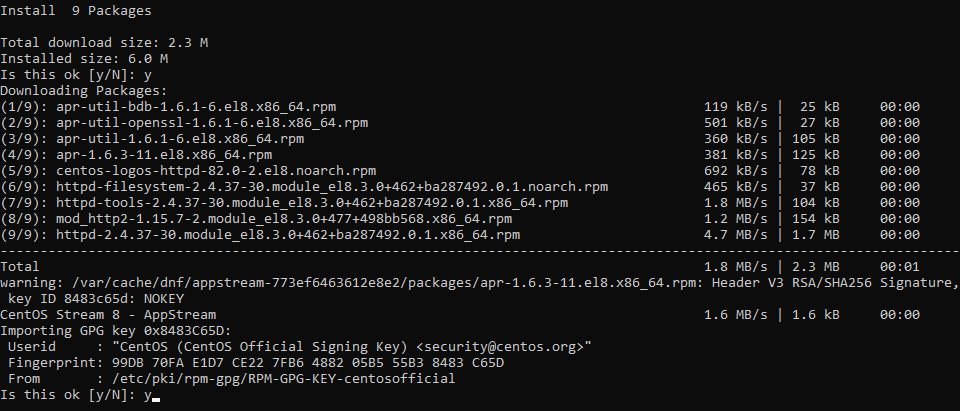 Install  9 Packages
Total download size: 2.3 M
Installed size: 6.0 M
Is this ok [y/N]: y
Downloading Packages:
(1/9): apr-util-bdb-1.6.1-6.el8.x86_64.rpm 119 kB/s |  25 kB 00:00
(2/9): apr-util-openssl-1.6.1-6.el8.x86_64.rpm 501 kB/s |  27 kB 00:00
(3/9): apr-util-1.6.1-6.el8.x86_64.rpm 360 kB/s | 105 kB 00:00
(4/9): apr-1.6.3-11.el8.x86_64.rpm 381 kB/s | 125 kB 00:00
(5/9): centos-logos-httpd-82.0-2.el8.noarch.rpm 692 kB/s |  78 kB 00:00
(6/9): httpd-filesystem-2.4.37-30.module_el8.3.0+462+ba287492.0.1.noarch.rpm 465 kB/s |  37 kB 00:00
(7/9): httpd-tools-2.4.37-30.module_el8.3.0+462+ba287492.0.1.x86_64.rpm 1.8 MB/s | 104 kB 00:00
(8/9): mod_http2-1.15.7-2.module_el8.3.0+477+498bb568.x86_64.rpm 1.2 MB/s | 154 kB 00:00
(9/9): httpd-2.4.37-30.module_el8.3.0+462+ba287492.0.1.x86_64.rpm 4.7 MB/s | 1.7 MB 00:00
------------------------------------------------------------------------------------------------------------------------
Total 1.8 MB/s | 2.3 MB 00:01
warning: /var/cache/dnf/appstream-773ef6463612e8e2/packages/apr-1.6.3-11.el8.x86_64.rpm: Header V3 RSA/SHA256 Signature,
 key ID 8483c65d: NOKEY
CentOS Stream 8 - AppStream 1.6 MB/s | 1.6 kB 00:00
Importing GPG key 0x8483C65D:
 Userid     : "CentOS (CentOS Official Signing Key) <security@centos.org>"
 Fingerprint: 99DB 70FA E1D7 CE22 7FB6 4882 05B5 55B3 8483 C65D
 From       : /etc/pki/rpm-gpg/RPM-GPG-KEY-centosofficial
Is this ok [y/N]: y